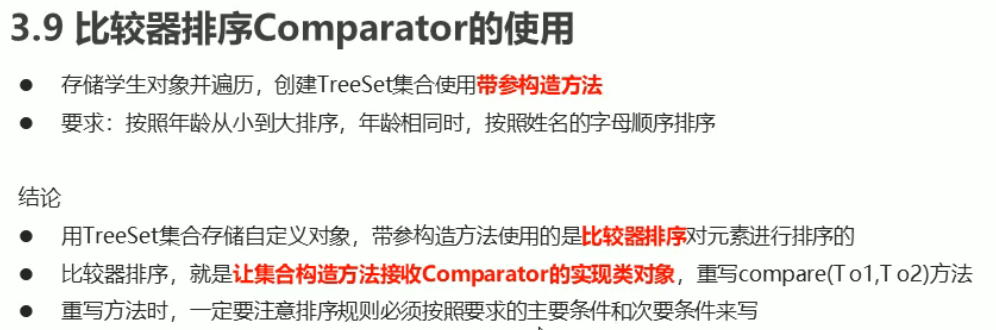 3.9 比较器排序Comparator的使用
● 存储学生对象并遍历，创建TreeSet集合使用带参构造方法
● 要求：按照年龄从小到大排序，年龄相同时，按照姓名的字母顺序排序
结论
● 用TreeSet集合存储自定义对象，带参构造方法使用的是比较器排序对元素进行排序的
● 比较器排序，就是让集合构造方法接收Comparator的实现类对象，重写compare(T o1,T o2)方法
● 重写方法时，一定要注意排序规则必须按照要求的主要条件和次要条件来写